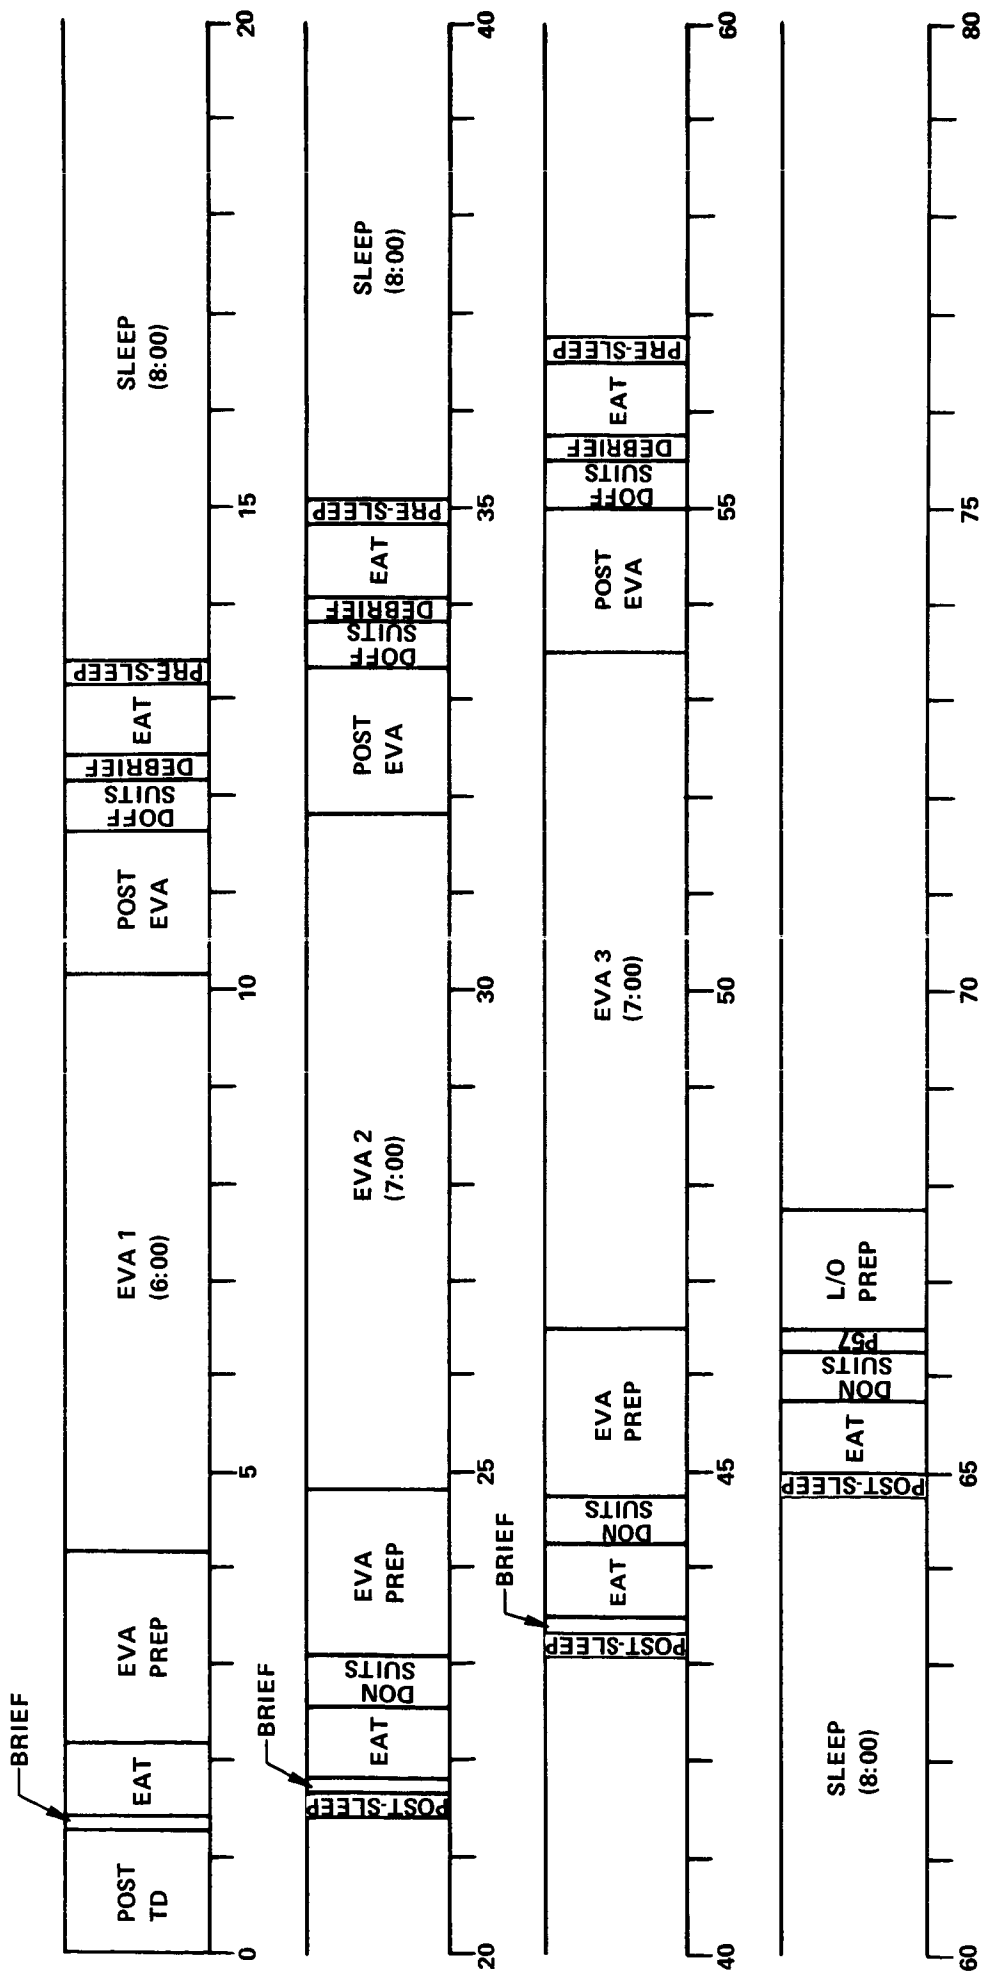 BRIEF
POST
TD
EAT
EVA
PREP
EVA 1
(6:00)
POST
EVA
DOFF
SUITS
DEBRIEF
EAT
PRE-SLEEP
SLEEP
(8:00)
0
5
10
15
20
BRIEF
POST-SLEEP
EAT
DON
SUITS
EVA
PREP
EVA 2
(7:00)
POST
EVA
DOFF
SUITS
DEBRIEF
EAT
PRE-SLEEP
SLEEP
(8:00)
20
25
30
35
40
BRIEF
POST-SLEEP
EAT
DON
SUITS
EVA
PREP
EVA 3
(7:00)
POST
EVA
DOFF
SUITS
DEBRIEF
EAT
PRE-SLEEP
40
45
50
55
60
SLEEP
(8:00)
POST-SLEEP
EAT
DON
SUITS
P57
L/O
PREP
60
65
70
75
80